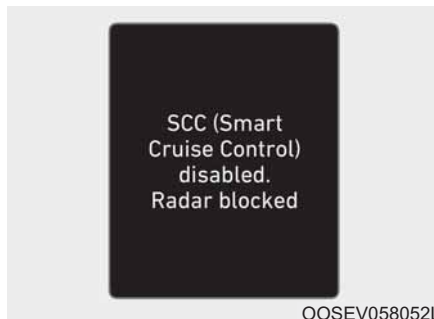 SCC (Smart
Cruise Control)
disabled.
Radar blocked
OOSEV058052L